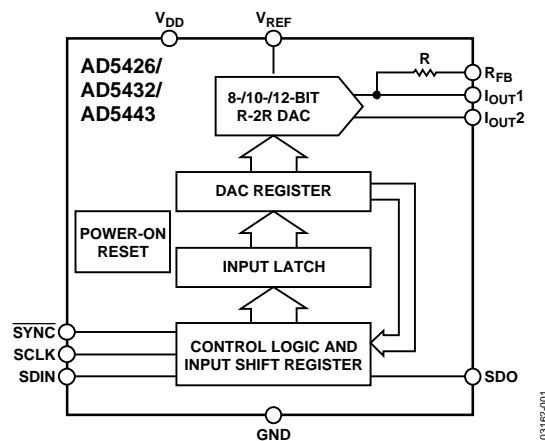 VDD
VREF
AD5426/
AD5432/
AD5443
R
RFB
8-/10-/12-BIT
R-2R DAC
IOUT1
IOUT2
DAC REGISTER
POWER-ON
RESET
INPUT LATCH
SYNC
SCLK
SDIN
CONTROL LOGIC AND
INPUT SHIFT REGISTER
SDO
GND
03162-001